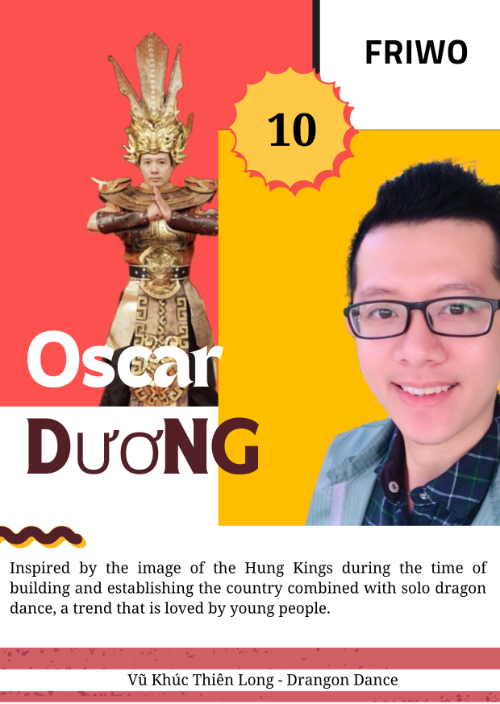 FRIWO
10
Oscar
DươNG
Inspired by the image of the Hung Kings during the time of
building and establishing the country combined with solo dragon
dance, a trend that is loved by young people.
Vũ Khúc Thiên Long - Drangon Dance